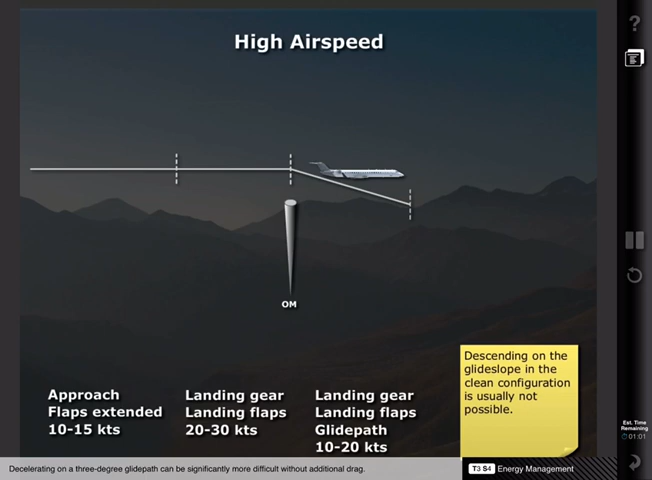 High Airspeed
?
OM
Approach
Flaps extended
10-15 kts
Landing gear
Landing flaps
20-30 kts
Landing gear
Landing flaps
Glidepath
10-20 kts
Descending on the
glideslope in the
clean configuration
is usually not
possible.
Est. Time
Remaining
01:01
Decelerating on a three-degree glidepath can be significantly more difficult without additional drag.
T3 S4 Energy Management